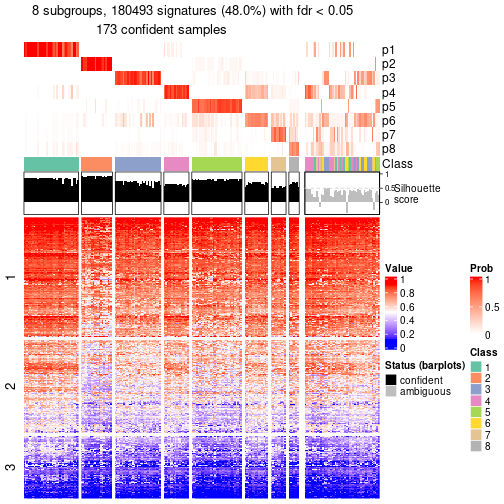 8 subgroups, 180493 signatures (48.0%) with fdr < 0.05
173 confident samples
p1
p2
p3
p4
p5
p6
p7
p8
Class
1
0.5
0
Silhouette
score
1
2
3
Value
1
0.8
0.6
0.4
0.2
0
Prob
1
0.5
0
Status (barplots)
confident
ambiguous
Class
1
2
3
4
5
6
7
8